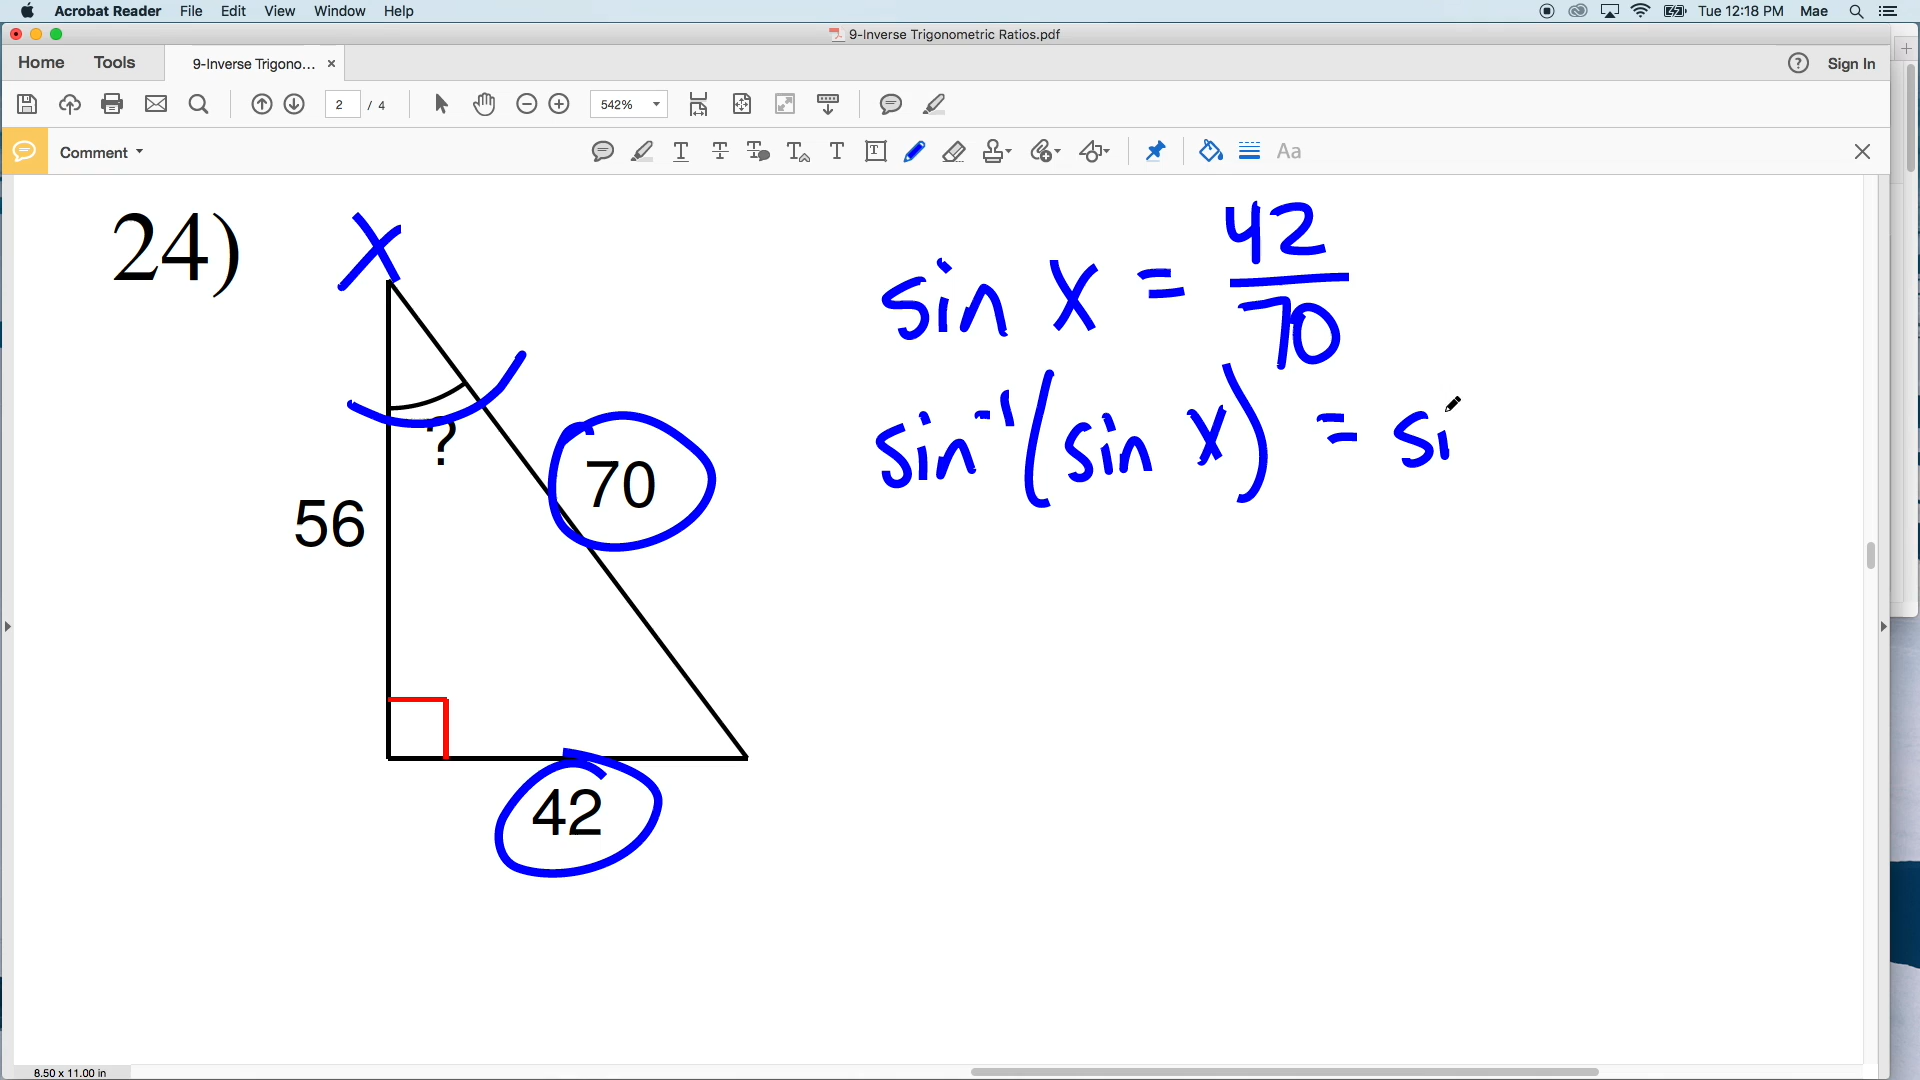 Acrobat Reader File Edit View Window Help Tue 12:18 PM Mae
9-Inverse Trigonometric Ratios.pdf
Home Tools 9-Inverse Trigono... × Sign In
2 / 4 542%
Comment Aa
24)
X
?
70
56
42
sin X = 42/70
sin⁻¹(sin X) = si
8.50 x 11.00 in